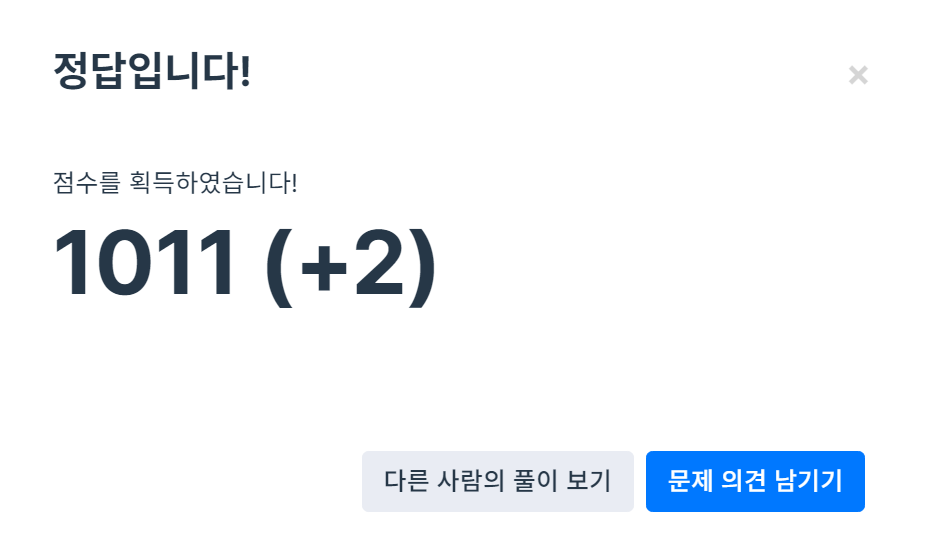 정답입니다!
×
점수를 획득하였습니다!
1011 (+2)
다른 사람의 풀이 보기
문제 의견 남기기